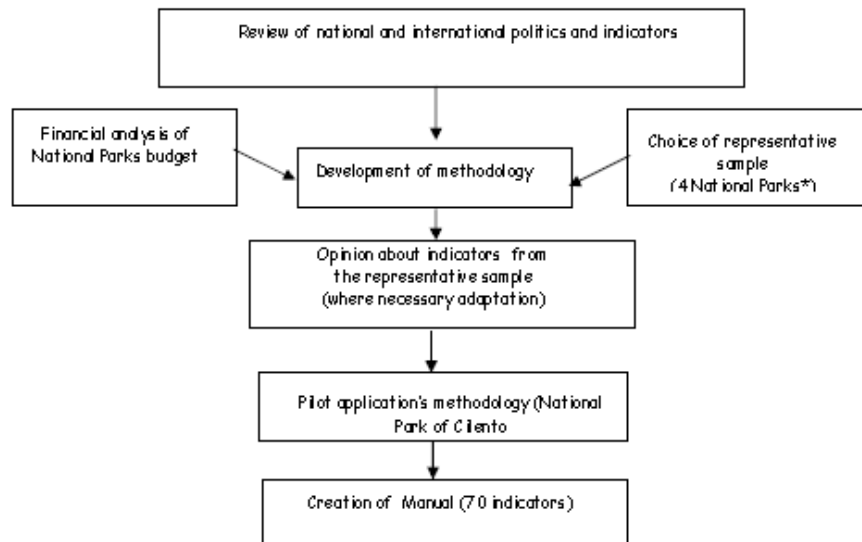 Review of national and international politics and indicators
Financial analysis of
National Parks budget
Choice of representative
sample
(4 National Parks*)
Development of methodology
Opinion about indicators from
the representative sample
(where necessary adaptation)
Pilot application's methodology (National
Park of Cilento
Creation of Manual (70 indicators)